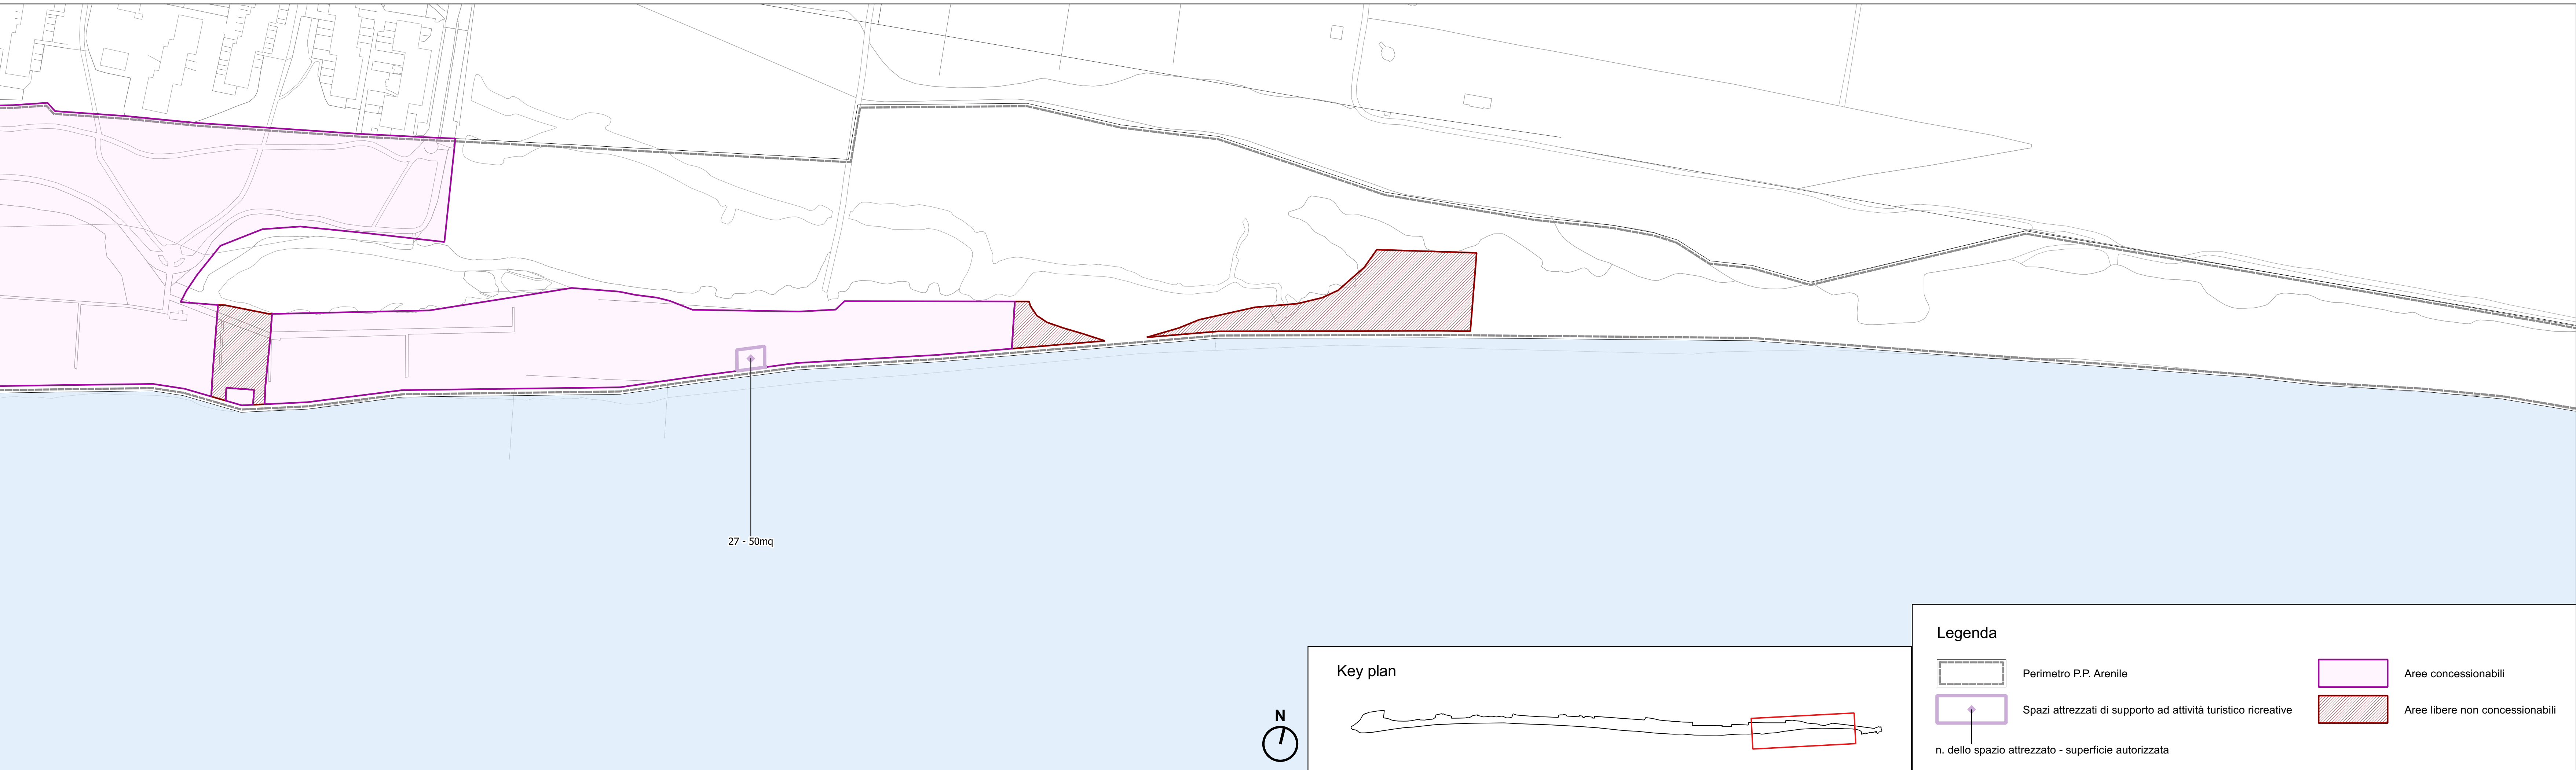 27 - 50mq
Key plan
N
Legenda
Perimetro P.P. Arenile
Spazi attrezzati di supporto ad attività turistico ricreative
n. dello spazio attrezzato - superficie autorizzata
Aree concessionabili
Aree libere non concessionabili